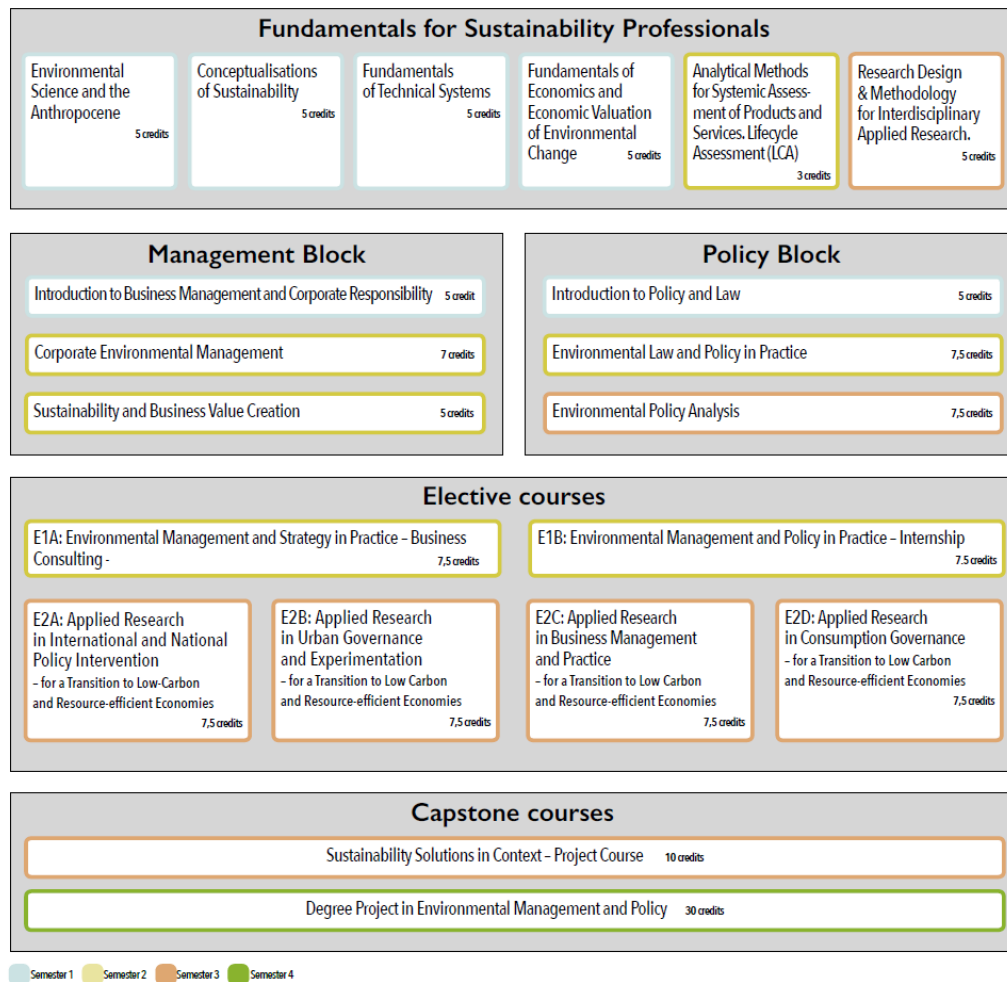 Fundamentals for Sustainability Professionals
Environmental
Science and the
Anthropocene
5 credits
Conceptualisations
of Sustainability
5 credits
Fundamentals
of Technical Systems
5 credits
Fundamentals of
Economics and
Economic Valuation
of Environmental
Change 5 credits
Analytical Methods
for Systemic Assess-
ment of Products and
Services. Lifecycle
Assessment (LCA)
3 credits
Research Design
& Methodology
for Interdisciplinary
Applied Research.
5 credits
Management Block
Introduction to Business Management and Corporate Responsibility 5 credit
Corporate Environmental Management 7 credits
Sustainability and Business Value Creation 5 credits
Policy Block
Introduction to Policy and Law 5 credits
Environmental Law and Policy in Practice 7,5 credits
Environmental Policy Analysis 7,5 credits
Elective courses
E1A: Environmental Management and Strategy in Practice – Business
Consulting - 7,5 credits
E1B: Environmental Management and Policy in Practice – Internship
7.5 credits
E2A: Applied Research
in International and National
Policy Intervention
– for a Transition to Low-Carbon
and Resource-efficient Economies
7,5 credits
E2B: Applied Research
in Urban Governance
and Experimentation
– for a Transition to Low Carbon
and Resource-efficient Economies
7,5 credits
E2C: Applied Research
in Business Management
and Practice
– for a Transition to Low Carbon
and Resource-efficient Economies
7,5 credits
E2D: Applied Research
in Consumption Governance
– for a Transition to Low Carbon
and Resource-efficient Economies
7,5 credits
Capstone courses
Sustainability Solutions in Context – Project Course 10 credits
Degree Project in Environmental Management and Policy 30 credits
Semester 1 Semester 2 Semester 3 Semester 4